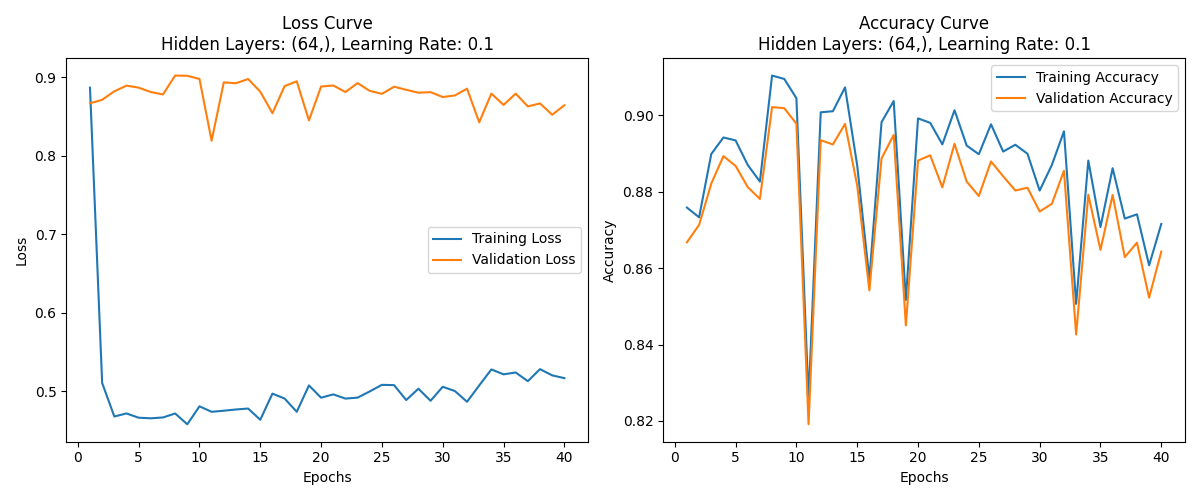 Loss Curve
Hidden Layers: (64,), Learning Rate: 0.1
0.9
0.8
0.7
0.6
0.5
Loss
Training Loss
Validation Loss
0 5 10 15 20 25 30 35 40
Epochs
Accuracy Curve
Hidden Layers: (64,), Learning Rate: 0.1
Training Accuracy
Validation Accuracy
0.90
0.88
0.86
0.84
0.82
Accuracy
0 5 10 15 20 25 30 35 40
Epochs